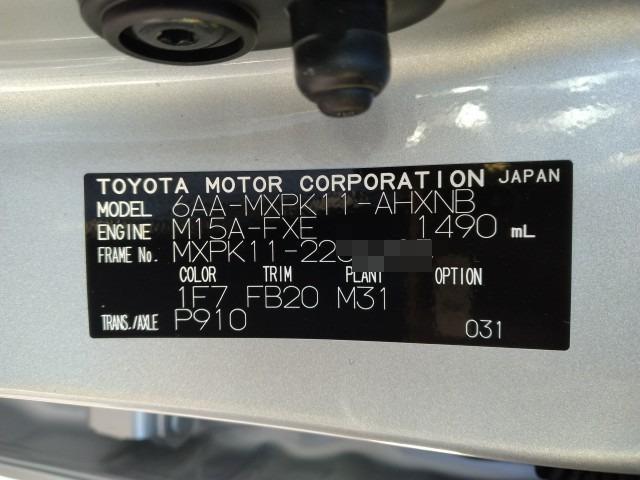 TOYOTA MOTOR CORPORATION JAPAN
MODEL 6AA-MXPK11-AHXNB
ENGINE M15A-FXE 1490 mL
FRAME No. MXPK11-22
COLOR TRIM PLANT OPTION
1F7 FB20 M31
TRANS./AXLE P910 031